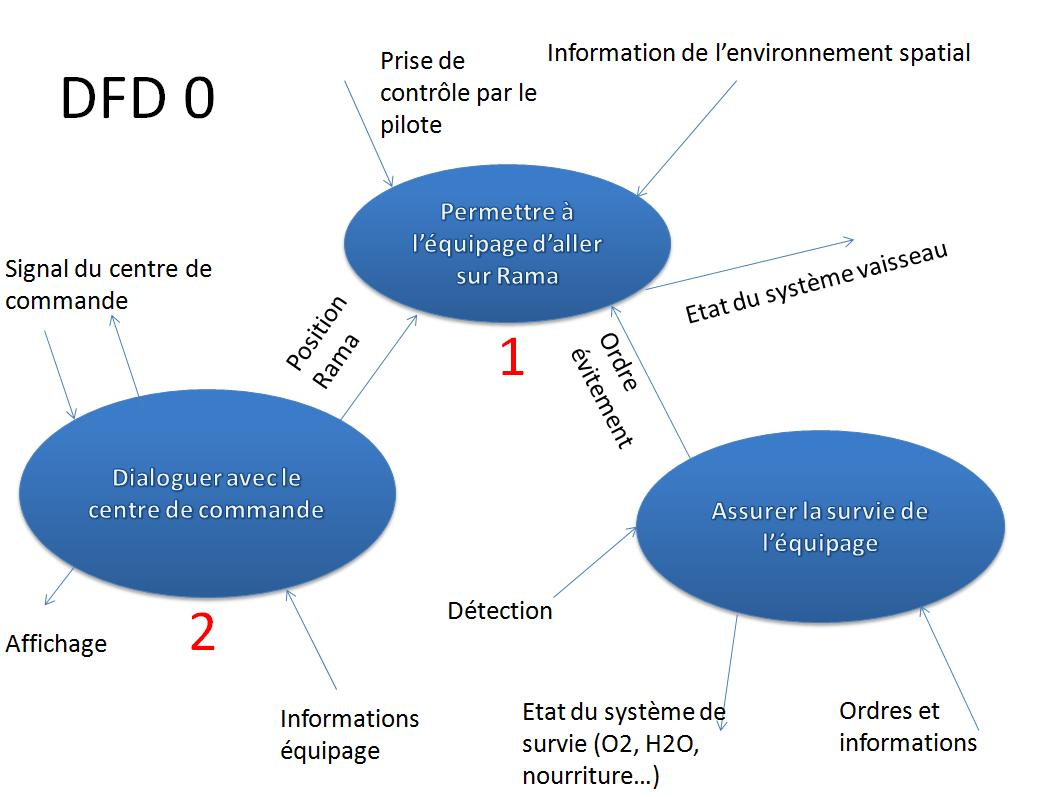 DFD 0
Prise de
contrôle par le
pilote
Information de l’environnement spatial
Permettre à
l’équipage d’aller
sur Rama
Signal du centre de
commande
Etat du système vaisseau
Position
Rama
1
Ordre
évitement
Dialoguer avec le
centre de commande
Assurer la survie de
l’équipage
Détection
Affichage
2
Informations
équipage
Etat du système de
survie (O2, H2O,
nourriture…)
Ordres et
informations